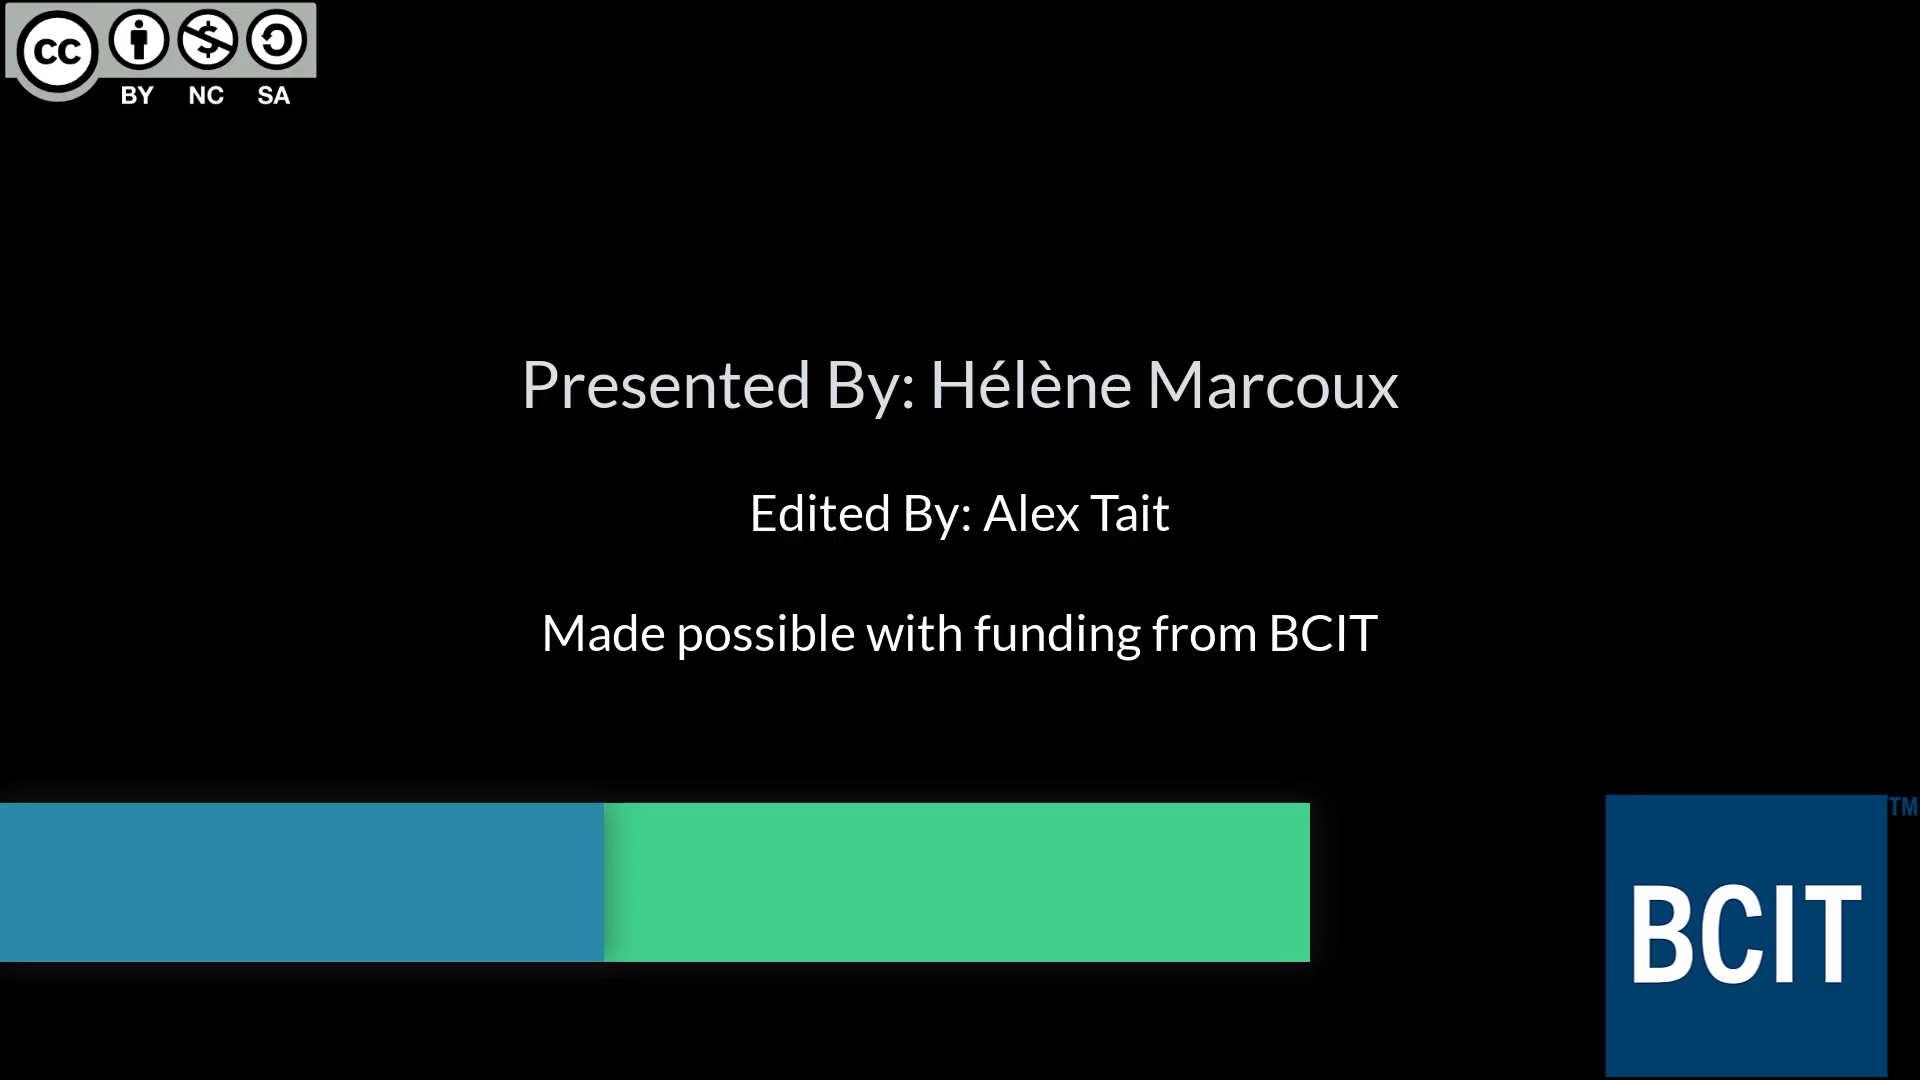 CC
BY NC SA
Presented By: Hélène Marcoux
Edited By: Alex Tait
Made possible with funding from BCIT
TM
BCIT